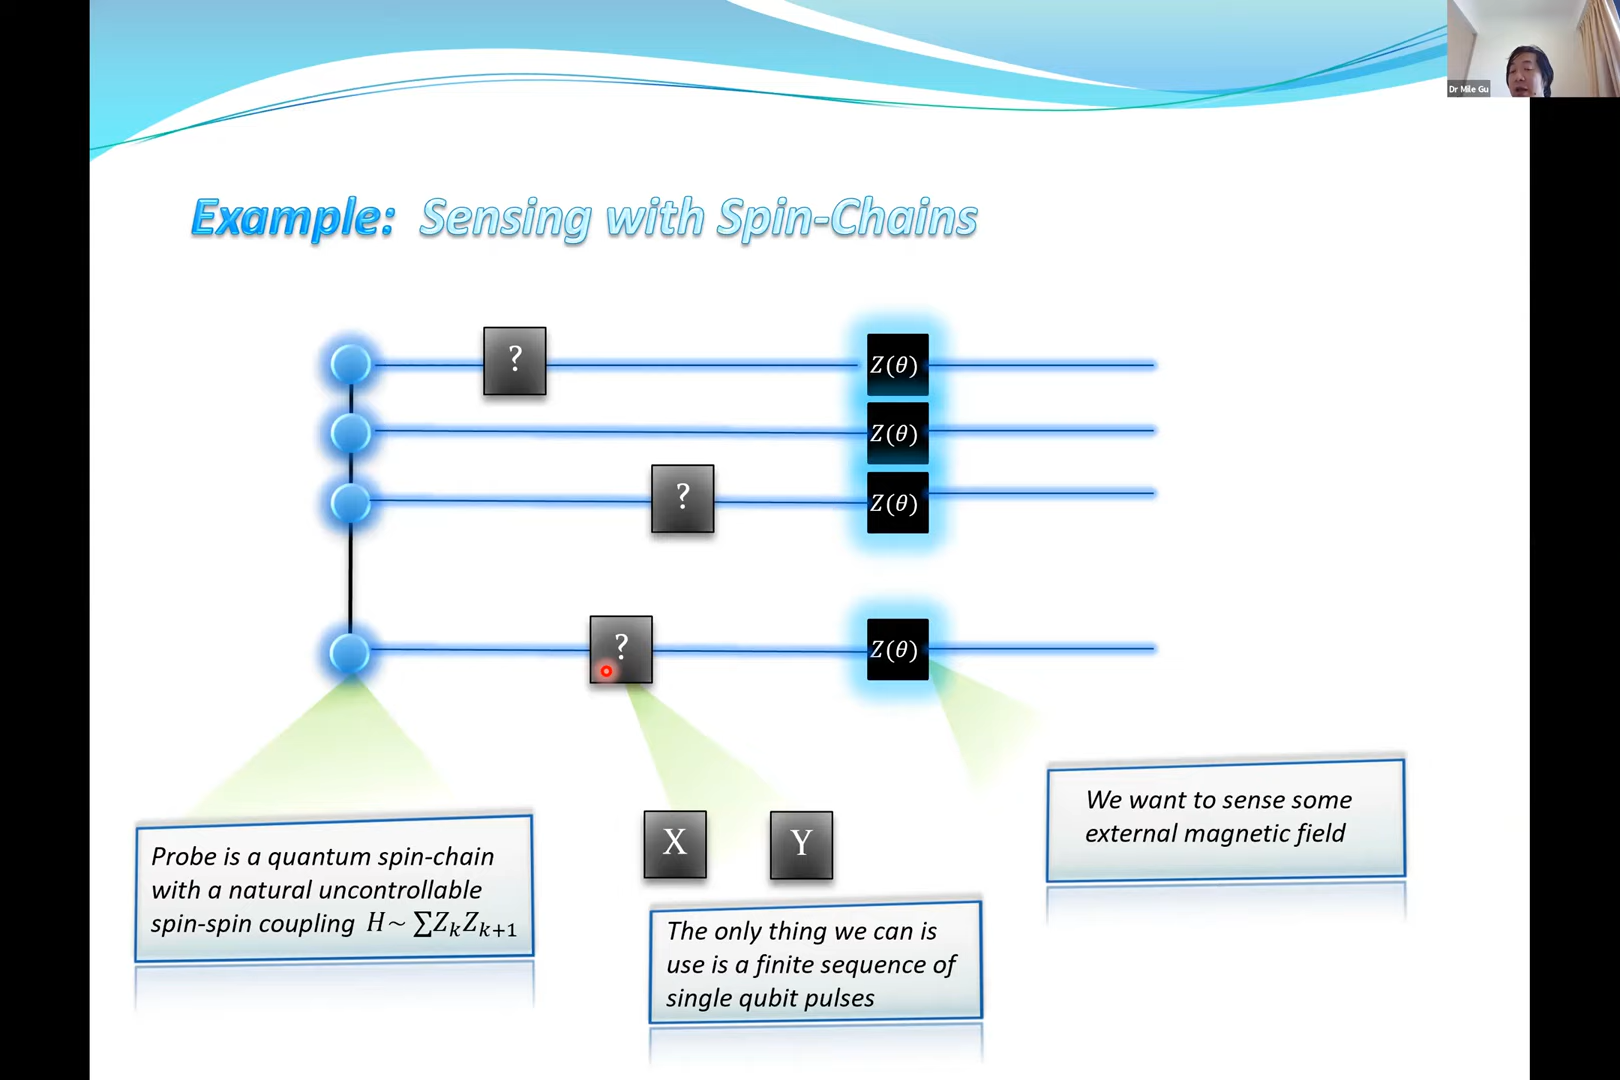 Dr Mile Gu
Example: Sensing with Spin-Chains
?
Z(θ)
Z(θ)
?
Z(θ)
?
Z(θ)
Probe is a quantum spin-chain
with a natural uncontrollable
spin-spin coupling H~ ∑ZₖZₖ₊₁
X
Y
The only thing we can is
use is a finite sequence of
single qubit pulses
We want to sense some
external magnetic field